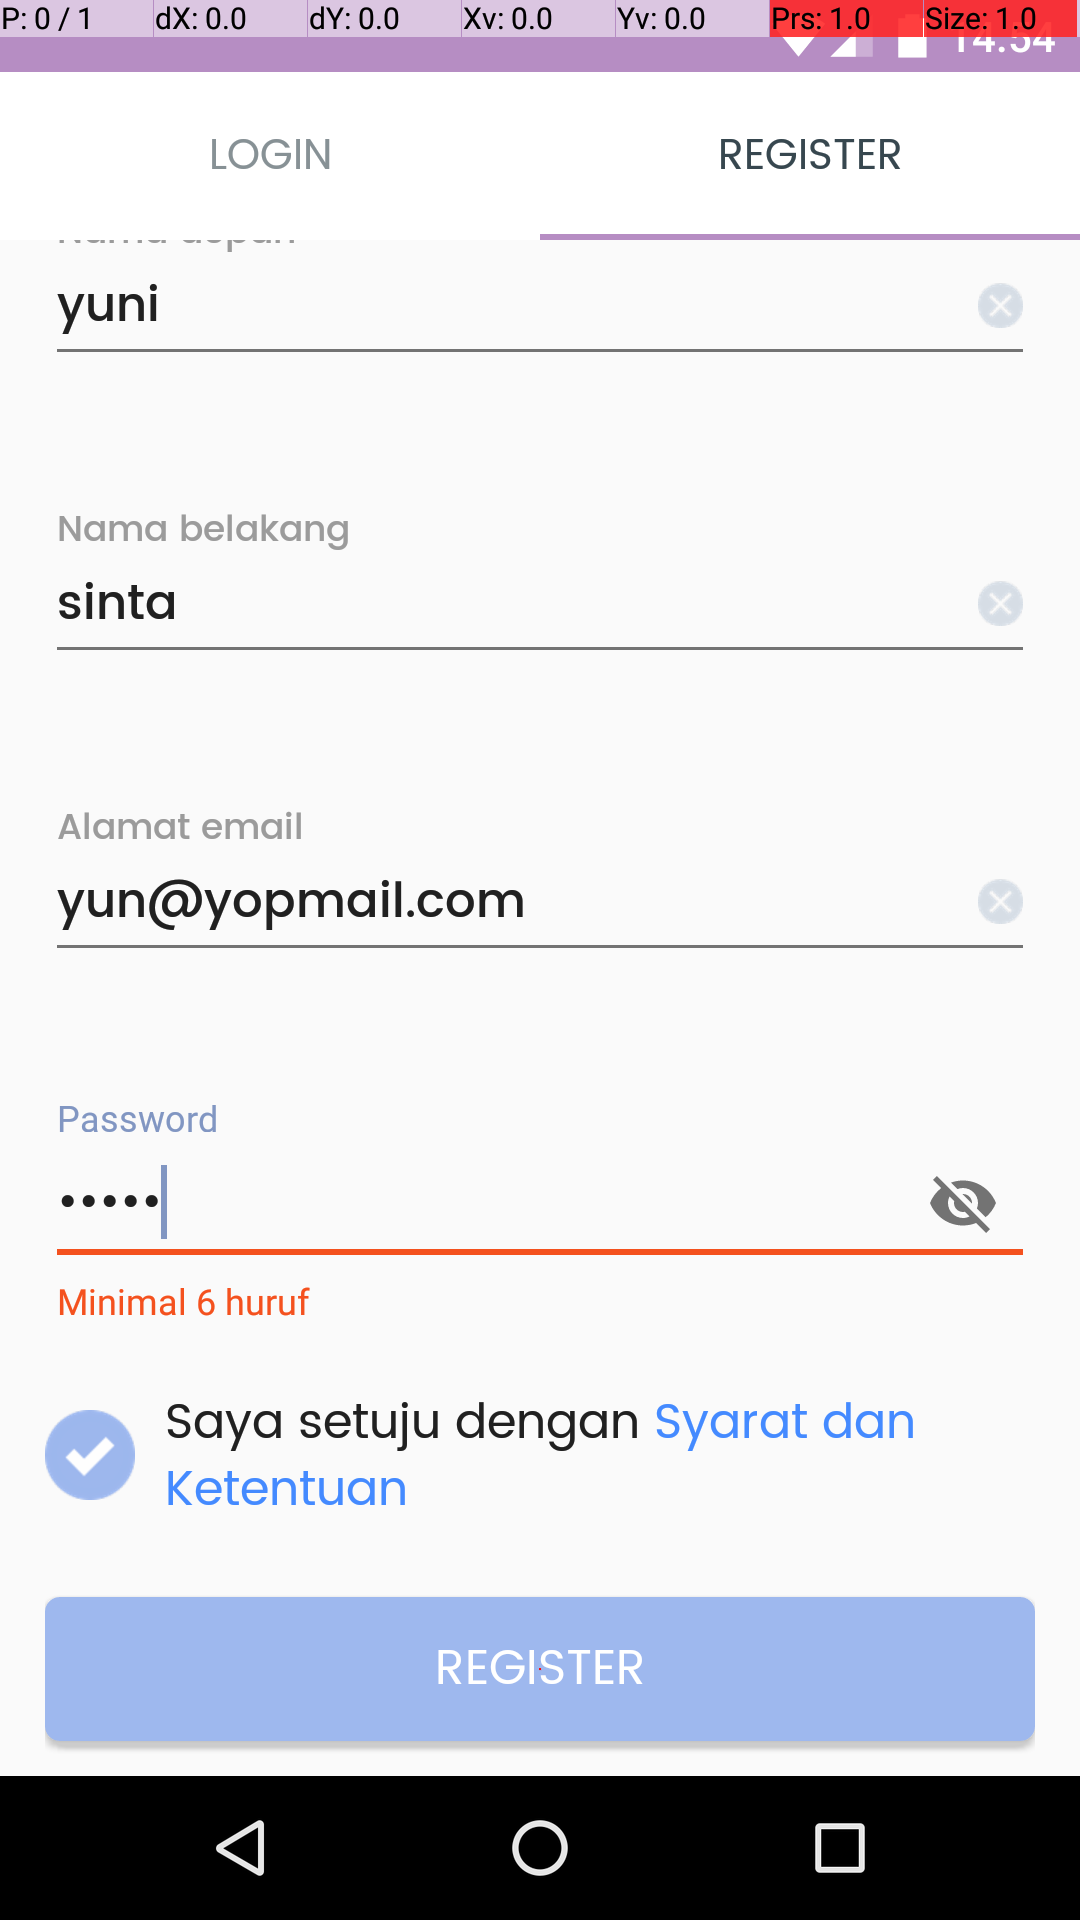 P: 0 / 1 dX: 0.0 dY: 0.0 Xv: 0.0 Yv: 0.0 Prs: 1.0 Size: 1.0
14:54
LOGIN REGISTER
Nama depan
yuni
Nama belakang
sinta
Alamat email
yun@yopmail.com
Password
•••••
Minimal 6 huruf
Saya setuju dengan Syarat dan
Ketentuan
REGISTER